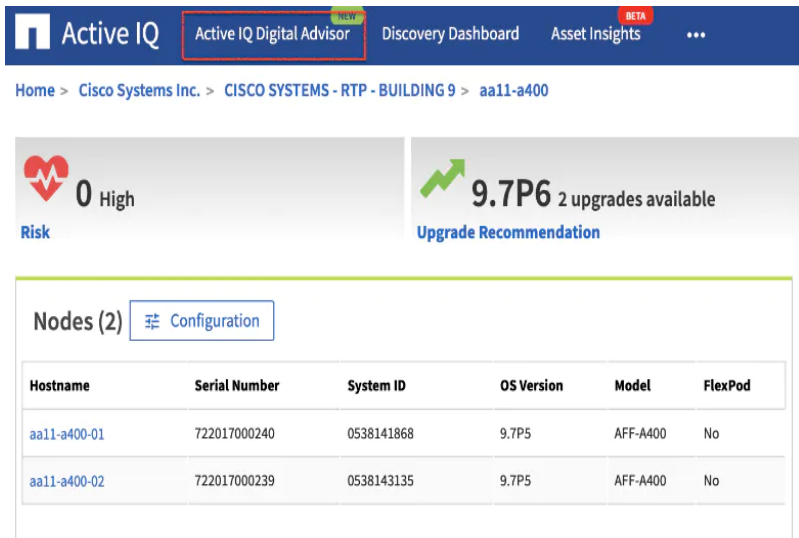 NEW
BETA
Active IQ Active IQ Digital Advisor Discovery Dashboard Asset Insights •••
Home > Cisco Systems Inc. > CISCO SYSTEMS - RTP - BUILDING 9 > aa11-a400
0 High
Risk
9.7P6 2 upgrades available
Upgrade Recommendation
Nodes (2) Configuration
Hostname Serial Number System ID OS Version Model FlexPod
aa11-a400-01 722017000240 0538141868 9.7P5 AFF-A400 No
aa11-a400-02 722017000239 0538143135 9.7P5 AFF-A400 No